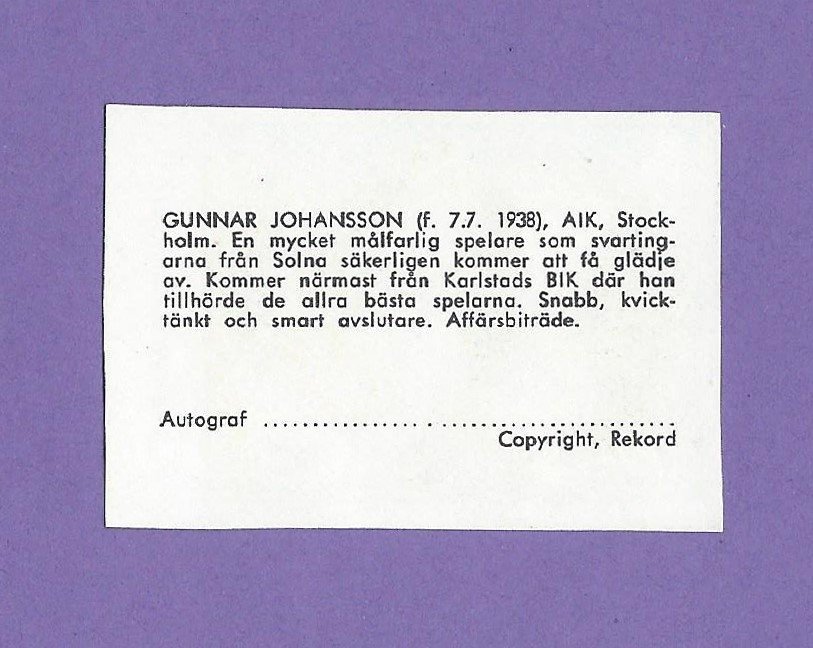 GUNNAR JOHANSSON (f. 7.7. 1938), AIK, Stock-
holm. En mycket målfarlig spelare som svarting-
arna från Solna säkerligen kommer att få glädje
av. Kommer närmast från Karlstads BIK där han
tillhörde de allra bästa spelarna. Snabb, kvick-
tänkt och smart avslutare. Affärsbiträde.
Autograf ........................................
Copyright, Rekord